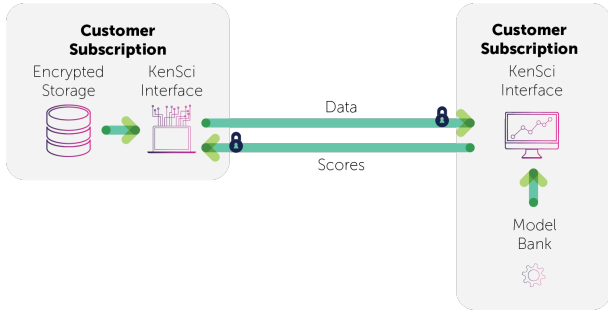 Customer
Subscription
Encrypted
Storage
KenSci
Interface
Data
Scores
Customer
Subscription
KenSci
Interface
Model
Bank